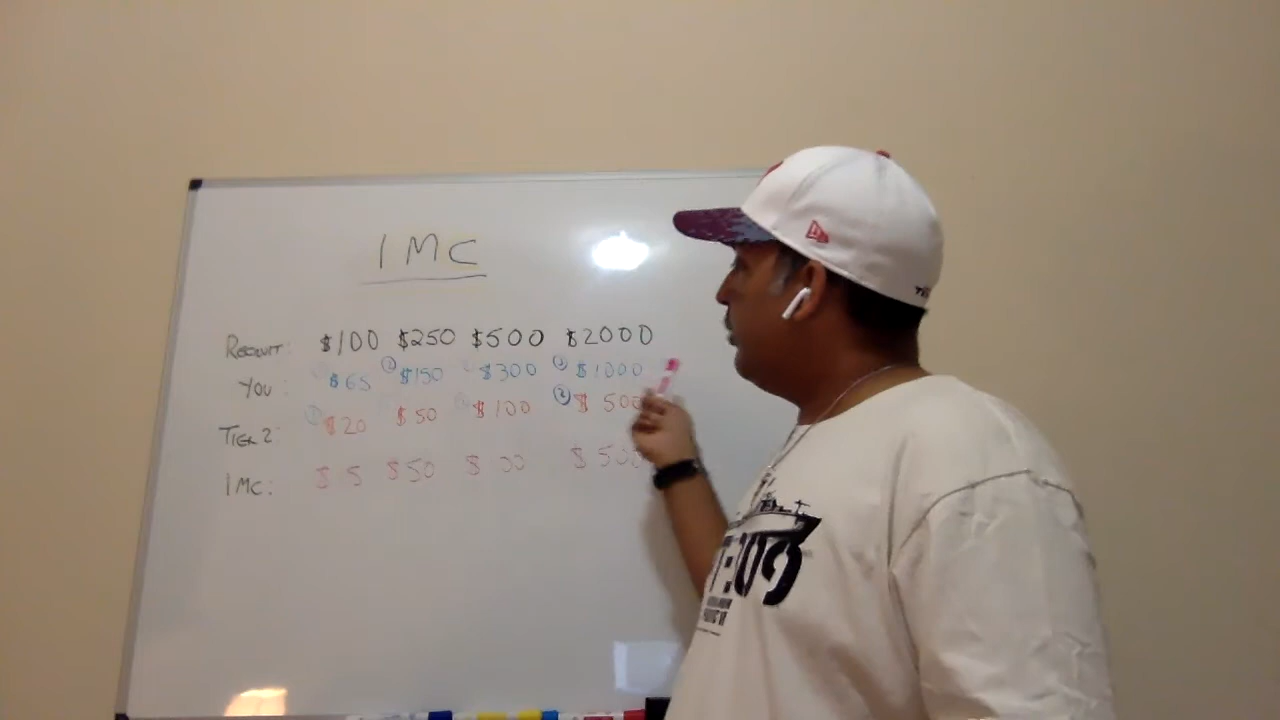 IMC
RECRUIT: $100 $250 $500 $2000
YOU: $65 $150 $300 $1000
TIER 2: $20 $50 $100 $500
IMC: $5 $50 $ 00 $500